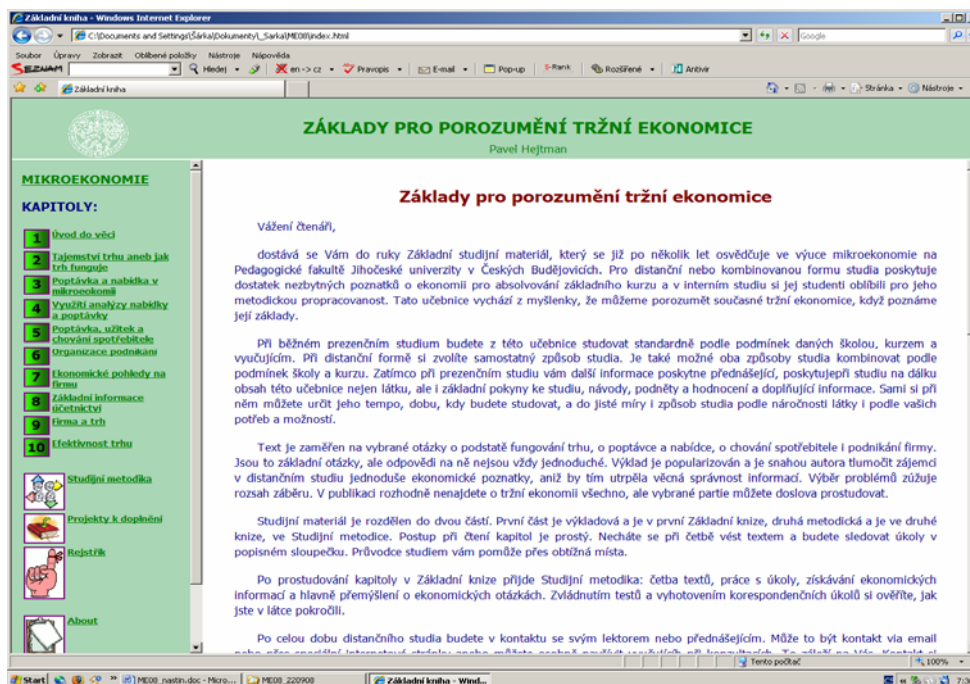 Základní kniha - Windows Internet Explorer
C:\Documents and Settings\Šárka\Dokumenty\_Sarka\ME08\index.html
Google
Soubor Úpravy Zobrazit Oblíbené položky Nástroje Nápověda
SEZNAM Hledej en -> cz Pravopis E-mail Pop-up S-Rank Rozšířené Antivir
Základní kniha Stránka Nástroje
ZÁKLADY PRO POROZUMĚNÍ TRŽNÍ EKONOMICE
Pavel Hejtman
MIKROEKONOMIE
KAPITOLY:
1 Úvod do věci
2 Tajemství trhu aneb jak
trh funguje
3 Poptávka a nabídka v
mikroeokomii
4 Využití analýzy nabídky
a poptávky
5 Poptávka, užitek a
chování spotřebitele
6 Organizace podnikání
7 Ekonomické pohledy na
firmu
8 Základní informace
účetnictví
9 Firma a trh
10 Efektivnost trhu
Studijní metodika
Projekty k doplnění
Rejstřík
About
Základy pro porozumění tržní ekonomice
Vážení čtenáři,
dostává se Vám do ruky Základní studijní materiál, který se již po několik let osvědčuje ve výuce mikroekonomie na
Pedagogické fakultě Jihočeské univerzity v Českých Budějovicích. Pro distanční nebo kombinovanou formu studia poskytuje
dostatek nezbytných poznatků o ekonomii pro absolvování základního kurzu a v interním studiu si jej studenti oblíbili pro jeho
metodickou propracovanost. Tato učebnice vychází z myšlenky, že můžeme porozumět současné tržní ekonomice, když poznáme
její základy.
Při běžném prezenčním studium budete z této učebnice studovat standardně podle podmínek daných školou, kurzem a
vyučujícím. Při distanční formě si zvolíte samostatný způsob studia. Je také možné oba způsoby studia kombinovat podle
podmínek školy a kurzu. Zatímco při prezenčním studium vám další informace poskytne přednášející, poskytujepři studiu na dálku
obsah této učebnice nejen látku, ale i základní pokyny ke studiu, návody, podněty a hodnocení a doplňující informace. Sami si při
něm můžete určit jeho tempo, dobu, kdy budete studovat, a do jisté míry i způsob studia podle náročnosti látky i podle vašich
potřeb a možností.
Text je zaměřen na vybrané otázky o podstatě fungování trhu, o poptávce a nabídce, o chování spotřebitele i podnikání firmy.
Jsou to základní otázky, ale odpovědi na ně nejsou vždy jednoduché. Výklad je popularizován a je snahou autora tlumočit zájemci
v distančním studiu jednoduše ekonomické poznatky, aniž by tím utrpěla věcná správnost informací. Výběr problémů zúžuje
rozsah záběru. V publikaci rozhodně nenajdete o tržní ekonomii všechno, ale vybrané partie můžete doslova prostudovat.
Studijní materiál je rozdělen do dvou částí. První část je výkladová a je v první Základní knize, druhá metodická a je ve druhé
knize, ve Studijní metodice. Postup při čtení kapitol je prostý. Necháte se při četbě vést textem a budete sledovat úkoly v
popisném sloupečku. Průvodce studiem vám pomůže přes obtížná místa.
Po prostudování kapitoly v Základní knize přijde Studijní metodika: četba textů, práce s úkoly, získávání ekonomických
informací a hlavně přemýšlení o ekonomických otázkách. Zvládnutím testů a vyhotovením korespondenčních úkolů si ověříte, jak
jste v látce pokročili.
Po celou dobu distančního studia budete v kontaktu se svým lektorem nebo přednášejícím. Může to být kontakt via email
Tento počítač 100%
Start ME08_nastin.doc - Micro... ME08_220908 Základní kniha - Wind...